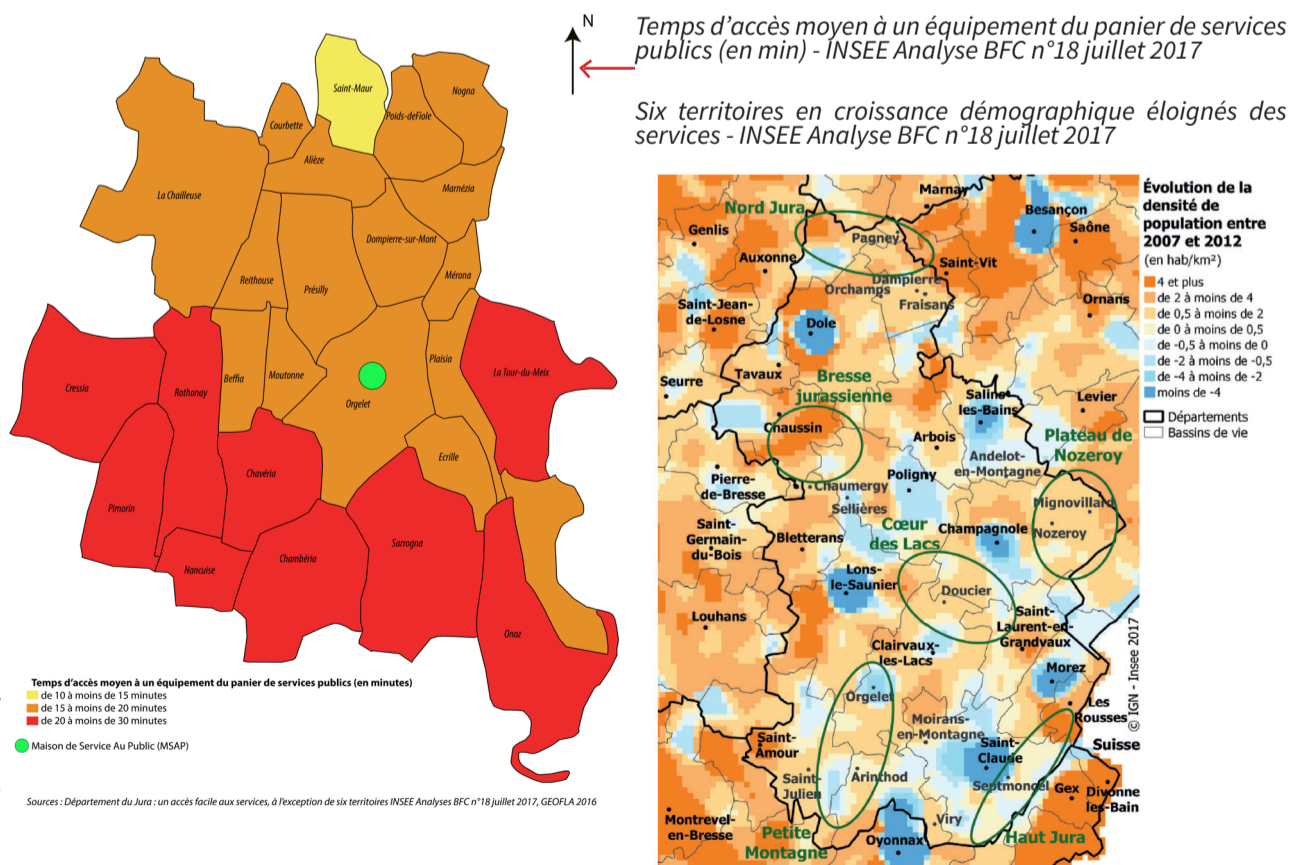 Temps d’accès moyen à un équipement du panier de services
publics (en min) - INSEE Analyse BFC n°18 juillet 2017
Six territoires en croissance démographique éloignés des
services - INSEE Analyse BFC n°18 juillet 2017
N
Saint-Maur
Nogna
Poids-deFiole
Courbette
Alièze
La Chailleuse
Marnézia
Dompierre-sur-Mont
Mérona
Reithouse
Présilly
Plaisia
La Tour-du-Meix
Cressia
Rothonay
Beffia
Moutonne
Orgelet
Ecrille
Chavéria
Pimorin
Sarrogna
Chambéria
Nancuise
Onoz
Temps d’accès moyen à un équipement du panier de services publics (en minutes)
de 10 à moins de 15 minutes
de 15 à moins de 20 minutes
de 20 à moins de 30 minutes
Maison de Service Au Public (MSAP)
Sources : Département du Jura : un accès facile aux services, à l’exception de six territoires INSEE Analyses BFC n°18 juillet 2017, GEOFLA 2016
Marnay
Nord Jura
Besançon
Genlis
Pagney
Saône
Auxonne
Saint-Vit
Dampierre
Orchamps
Fraisans
Saint-Jean-
de-Losne
Ornans
Dole
Tavaux
Seurre
Bresse
jurassienne
Salins-
les-Bains
Levier
Chaussin
Arbois
Plateau de
Nozeroy
Andelot-
en-Montagne
Pierre-
de-Bresse
Poligny
Chaumergy
Sellières
Mignovillard
Nozeroy
Saint-
Germain-
du-Bois
Bletterans
Cœur
des Lacs
Champagnole
Lons-
le-Saunier
Doucier
Louhans
Saint-
Laurent-en-
Grandvaux
Clairvaux-
les-Lacs
Morez
Orgelet
Les
Rousses
Moirans-
en-Montagne
Saint-
Amour
Saint-
Claude
Suisse
Saint-
Julien
Arinthod
Septmoncel
Gex
Divonne
les-Bain
Montrevel-
en-Bresse
Petite
Montagne
Viry
Oyonnax
Haut Jura
© IGN - Insee 2017
Évolution de la
densité de
population entre
2007 et 2012
(en hab/km²)
4 et plus
de 2 à moins de 4
de 0,5 à moins de 2
de 0 à moins de 0,5
de -0,5 à moins de 0
de -2 à moins de -0,5
de -4 à moins de -2
moins de -4
Départements
Bassins de vie